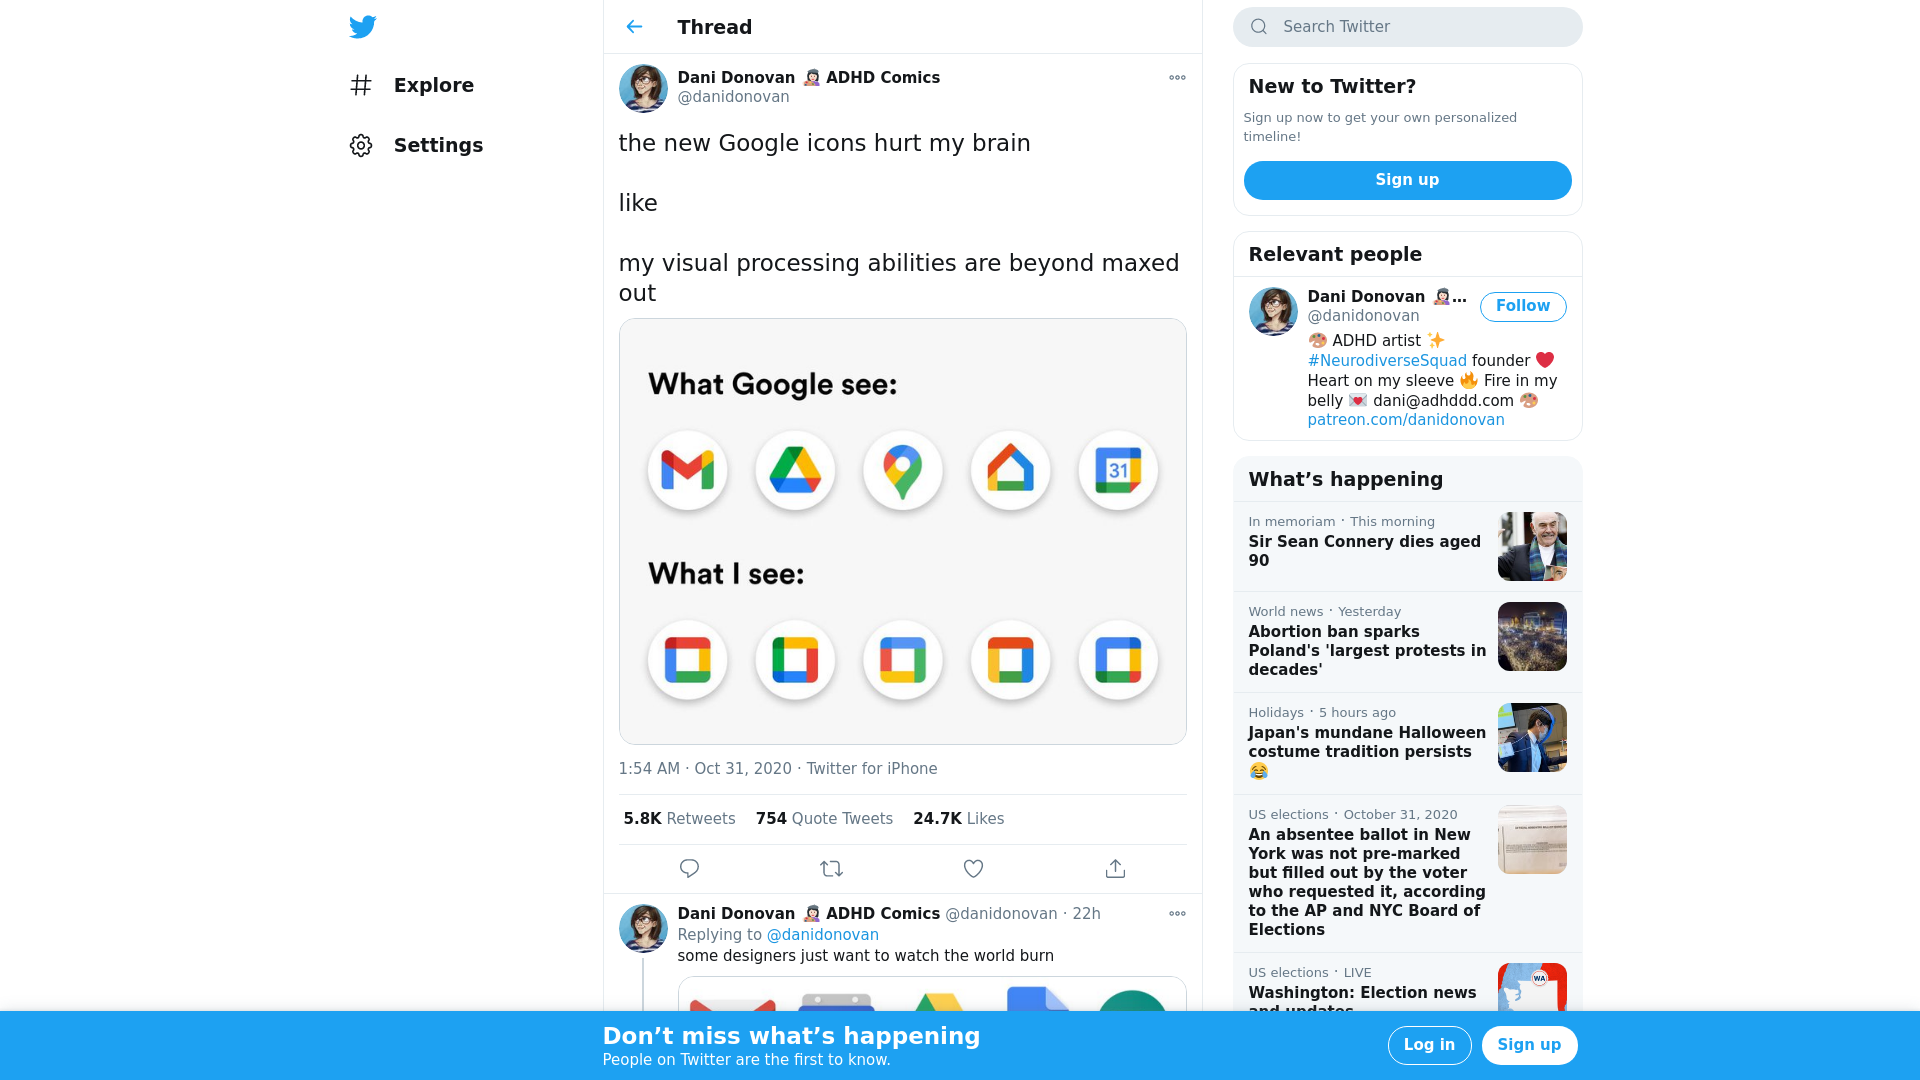 Explore
Settings
Thread
Dani Donovan 👩🏻‍🎨 ADHD Comics
@danidonovan
the new Google icons hurt my brain
like
my visual processing abilities are beyond maxed
out
What Google see:
31
What I see:
1:54 AM · Oct 31, 2020 · Twitter for iPhone
5.8K Retweets 754 Quote Tweets 24.7K Likes
Dani Donovan 👩🏻‍🎨 ADHD Comics @danidonovan · 22h
Replying to @danidonovan
some designers just want to watch the world burn
Search Twitter
New to Twitter?
Sign up now to get your own personalized
timeline!
Sign up
Relevant people
Dani Donovan 👩🏻‍🎨...
@danidonovan
Follow
🎨 ADHD artist ✨
#NeurodiverseSquad founder ❤️
Heart on my sleeve 🔥 Fire in my
belly 💌 dani@adhddd.com 🎨
patreon.com/danidonovan
What’s happening
In memoriam · This morning
Sir Sean Connery dies aged
90
World news · Yesterday
Abortion ban sparks
Poland's 'largest protests in
decades'
Holidays · 5 hours ago
Japan's mundane Halloween
costume tradition persists
😂
US elections · October 31, 2020
An absentee ballot in New
York was not pre-marked
but filled out by the voter
who requested it, according
to the AP and NYC Board of
Elections
US elections · LIVE
Washington: Election news
and updates
WA
Don’t miss what’s happening
People on Twitter are the first to know.
Log in
Sign up